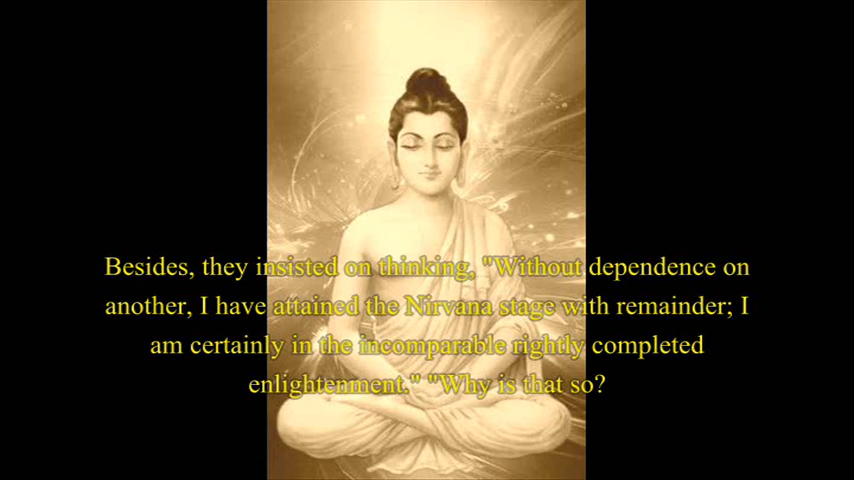 Besides, they insisted on thinking, "Without dependence on
another, I have attained the Nirvana stage with remainder; I
am certainly in the incomparable rightly completed
enlightenment." "Why is that so?